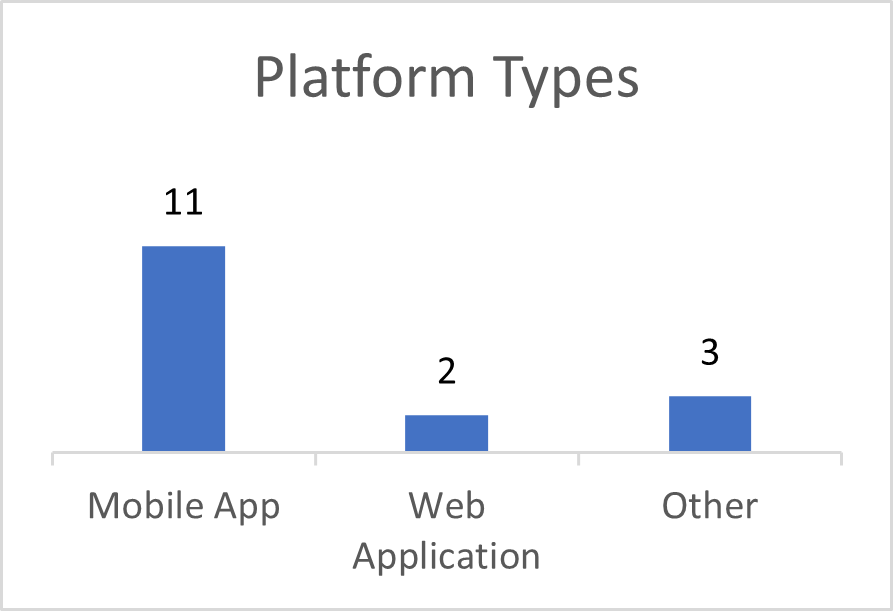 Platform Types
11
2
3
Mobile App
Web
Application
Other